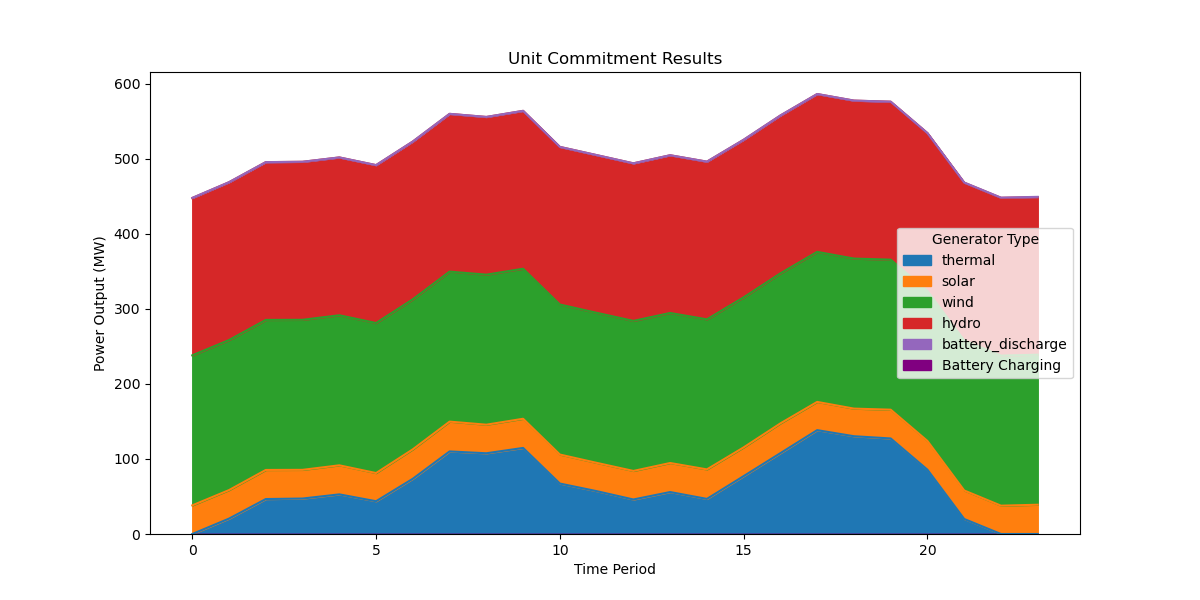 Unit Commitment Results
Power Output (MW)
600
500
400
300
200
100
0
Generator Type
thermal
solar
wind
hydro
battery_discharge
Battery Charging
0 5 10 15 20
Time Period